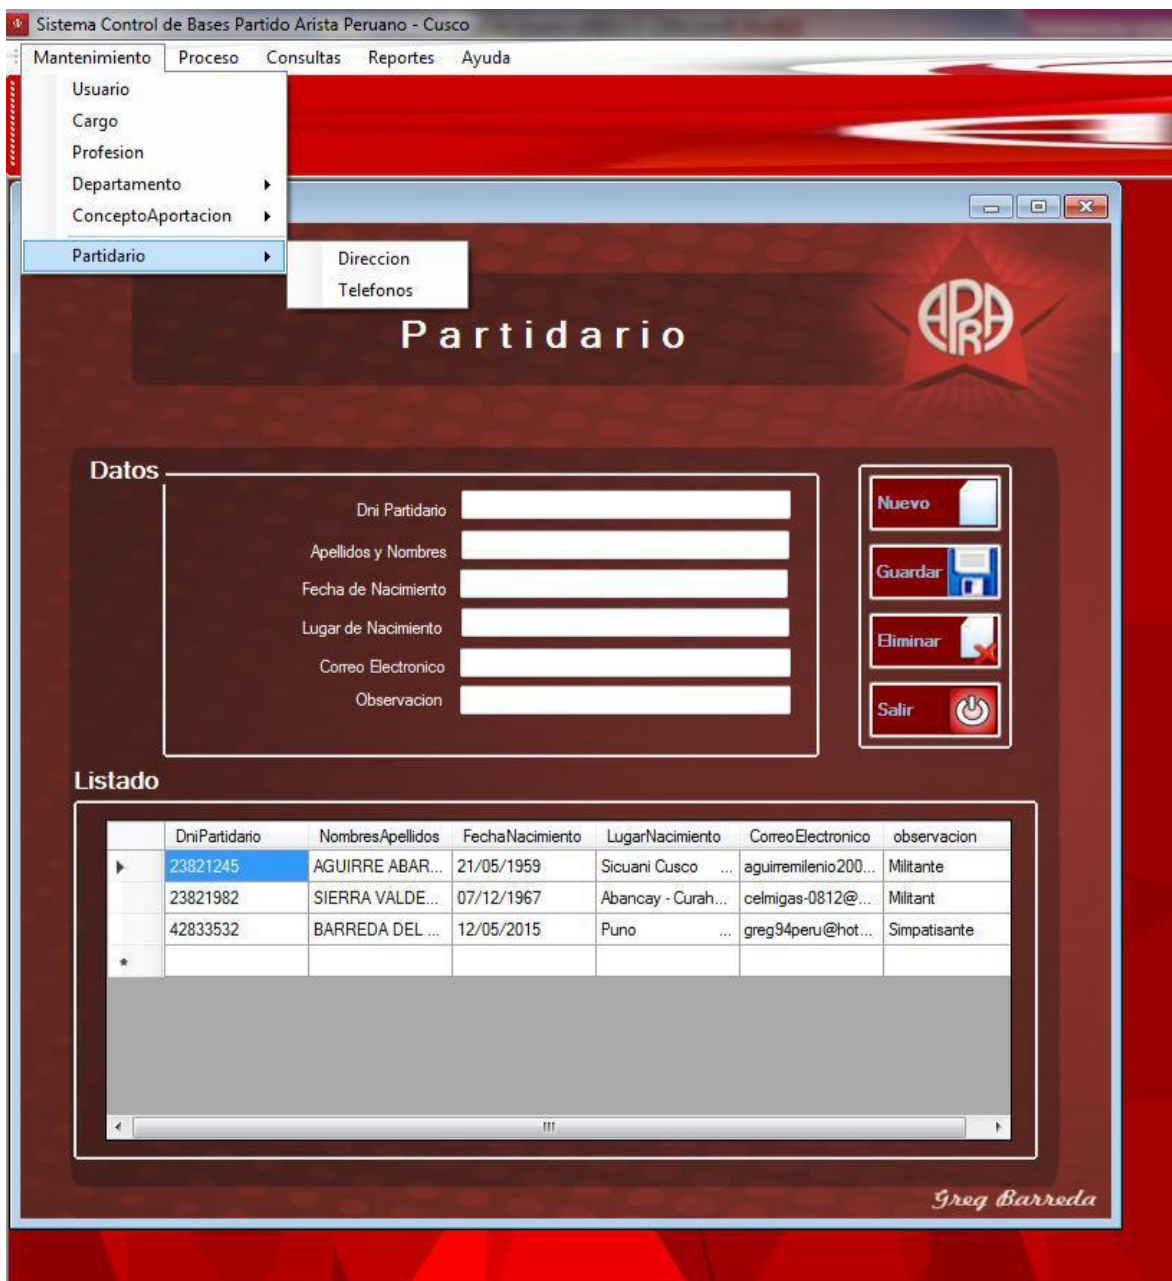 Sistema Control de Bases Partido Arista Peruano - Cusco
Mantenimiento Proceso Consultas Reportes Ayuda
Usuario
Cargo
Profesion
Departamento
ConceptoAportacion
Partidario
Direccion
Telefonos
Partidario
APRA
Datos
Dni Partidario
Apellidos y Nombres
Fecha de Nacimiento
Lugar de Nacimiento
Correo Electronico
Observacion
Nuevo
Guardar
Eliminar
Salir
Listado
DniPartidario NombresApellidos FechaNacimiento LugarNacimiento CorreoElectronico observacion
23821245 AGUIRRE ABAR... 21/05/1959 Sicuani Cusco ... aguirremilenio200... Militante
23821982 SIERRA VALDE... 07/12/1967 Abancay - Curah... celmigas-0812@... Militant
42833532 BARREDA DEL ... 12/05/2015 Puno ... greg94peru@hot... Simpatisante
Greg Barreda